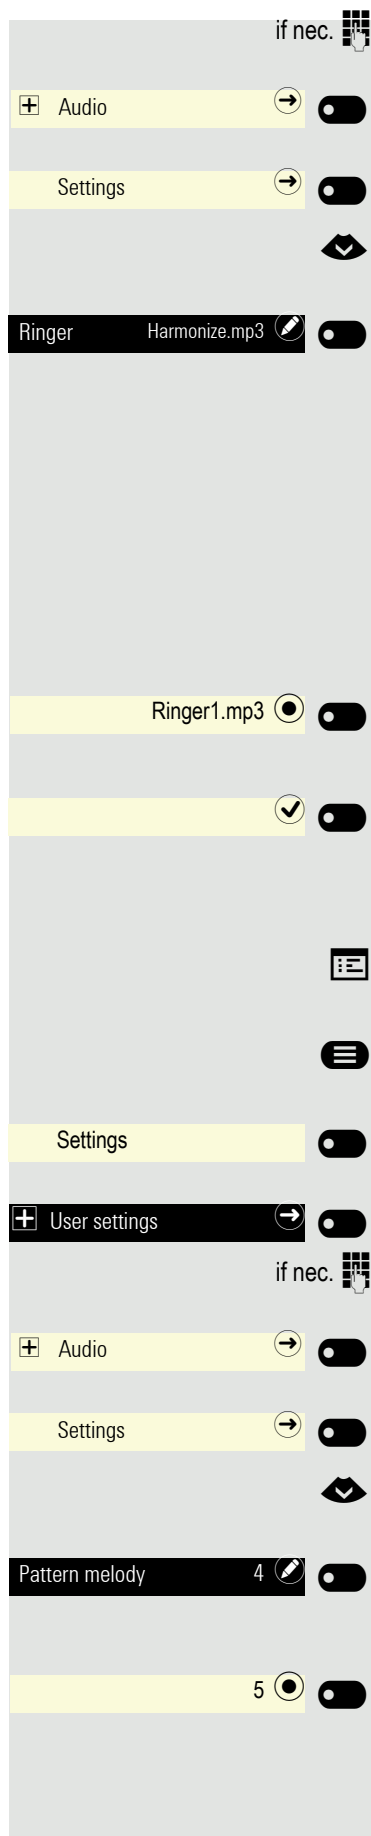 if nec.
Audio
Settings
Ringer Harmonize.mp3
Ringer1.mp3
Settings
User settings
if nec.
Audio
Settings
Pattern melody 4
5